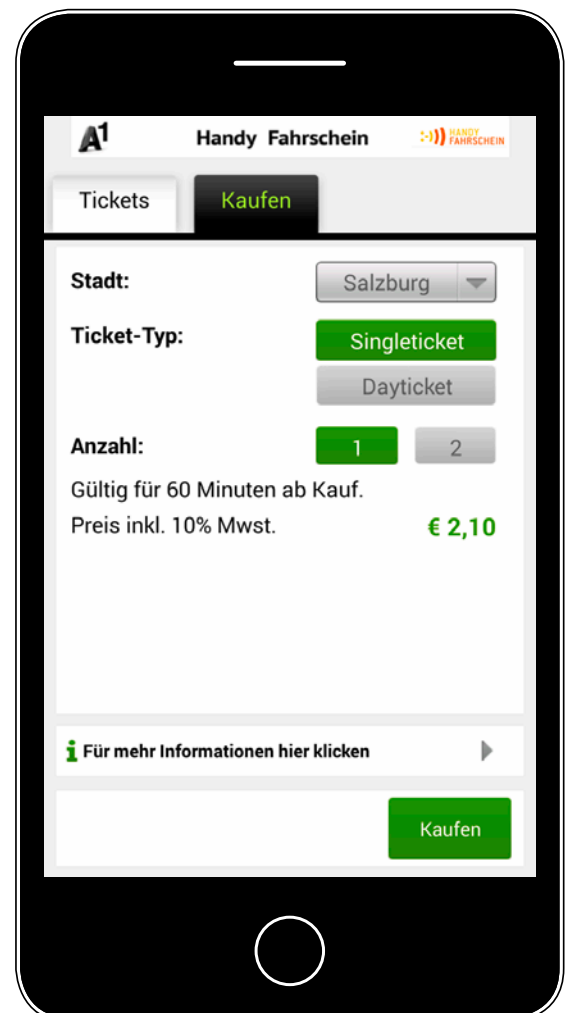 A1 Handy Fahrschein :-))) HANDY FAHRSCHEIN
Tickets Kaufen
Stadt: Salzburg
Ticket-Typ: Singleticket
Dayticket
Anzahl: 1 2
Gültig für 60 Minuten ab Kauf.
Preis inkl. 10% Mwst. € 2,10
i Für mehr Informationen hier klicken
Kaufen